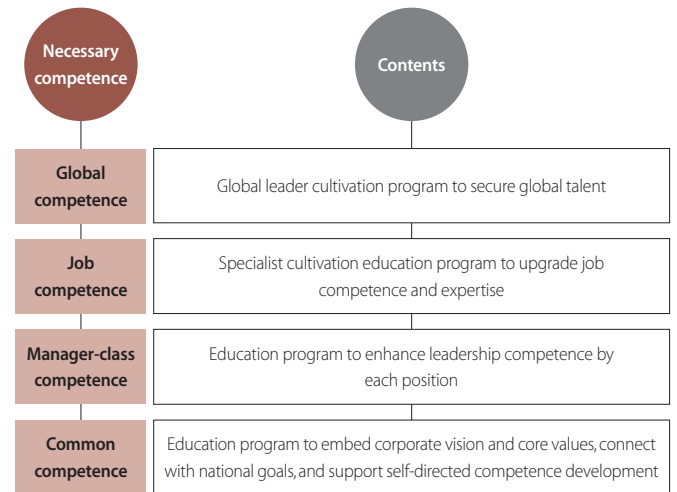 Necessary
competence
Contents
Global
competence
Global leader cultivation program to secure global talent
Job
competence
Specialist cultivation education program to upgrade job
competence and expertise
Manager-class
competence
Education program to enhance leadership competence by
each position
Common
competence
Education program to embed corporate vision and core values, connect
with national goals, and support self-directed competence development